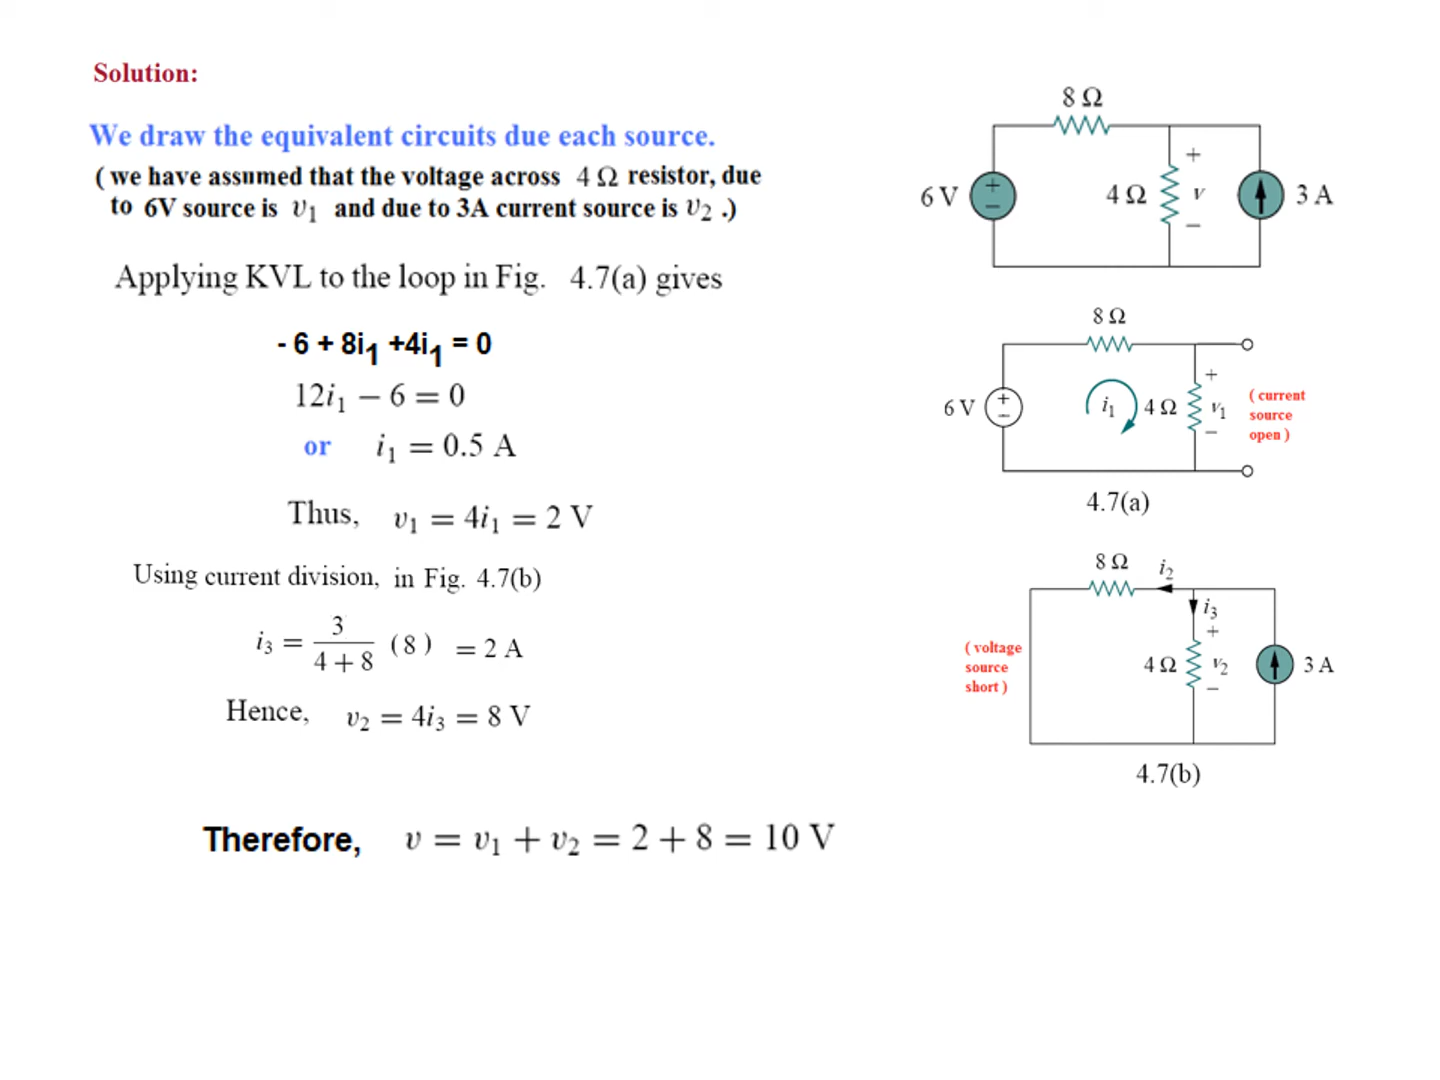 Solution:
We draw the equivalent circuits due each source.
( we have assumed that the voltage across 4 Ω resistor, due
to 6V source is v₁ and due to 3A current source is v₂ .)
Applying KVL to the loop in Fig. 4.7(a) gives
- 6 + 8i₁ +4i₁ = 0
12i₁ − 6 = 0
or i₁ = 0.5 A
Thus, v₁ = 4i₁ = 2 V
Using current division, in Fig. 4.7(b)
i₃ = 3/(4 + 8) (8) = 2 A
Hence, v₂ = 4i₃ = 8 V
Therefore, v = v₁ + v₂ = 2 + 8 = 10 V
8 Ω
6 V + − 4 Ω + v − 3 A
8 Ω
6 V + − i₁ 4 Ω + v₁ −
( current
source
open )
4.7(a)
8 Ω i₂
i₃
( voltage
source
short )
4 Ω + v₂ − 3 A
4.7(b)